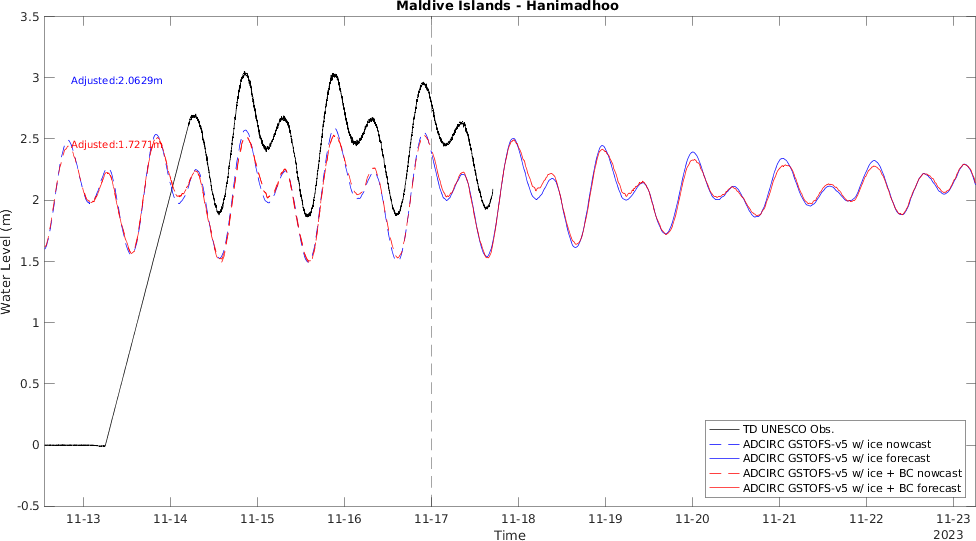 Maldive Islands - Hanimadhoo
3.5
3
2.5
2
1.5
1
0.5
0
-0.5
Water Level (m)
Adjusted:2.0629m
Adjusted:1.7271m
TD UNESCO Obs.
ADCIRC GSTOFS-v5 w/ ice nowcast
ADCIRC GSTOFS-v5 w/ ice forecast
ADCIRC GSTOFS-v5 w/ ice + BC nowcast
ADCIRC GSTOFS-v5 w/ ice + BC forecast
11-13 11-14 11-15 11-16 11-17 11-18 11-19 11-20 11-21 11-22 11-23
Time
2023